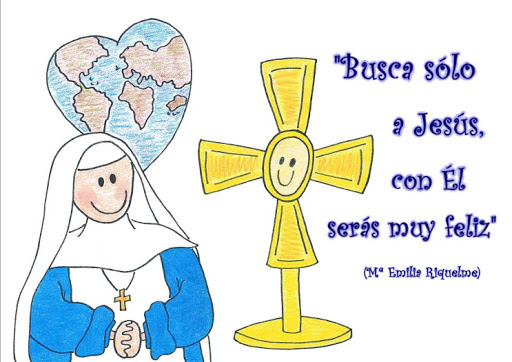 "Busca sólo
a Jesús,
con Él
serás muy feliz"
(Mª Emilia Riquelme)